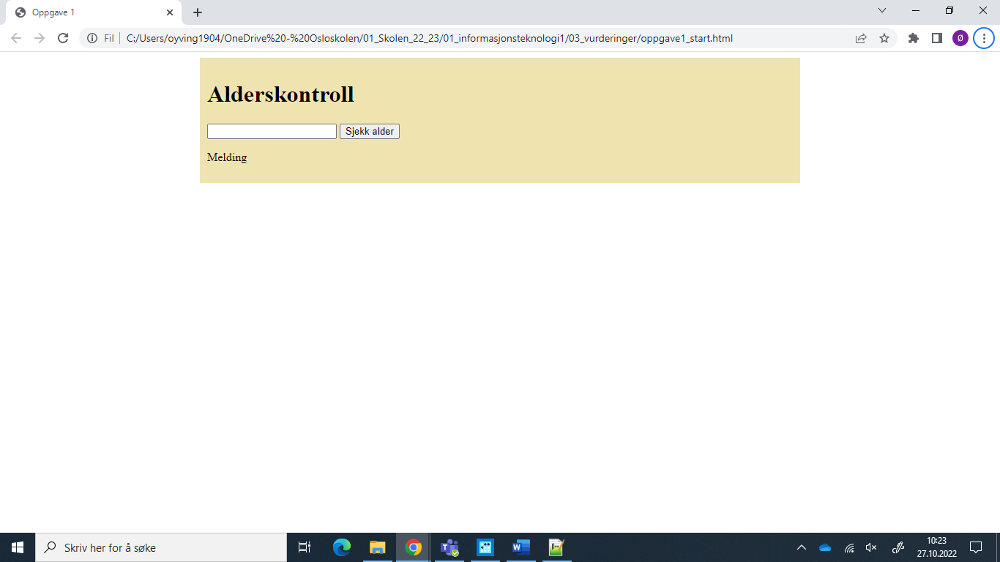 Oppgave 1
Fil
C:/Users/oyving1904/OneDrive%20-%20Osloskolen/01_Skolen_22_23/01_informasjonsteknologi1/03_vurderinger/oppgave1_start.html
Ø
Alderskontroll
Sjekk alder
Melding
Skriv her for å søke
10:23
27.10.2022